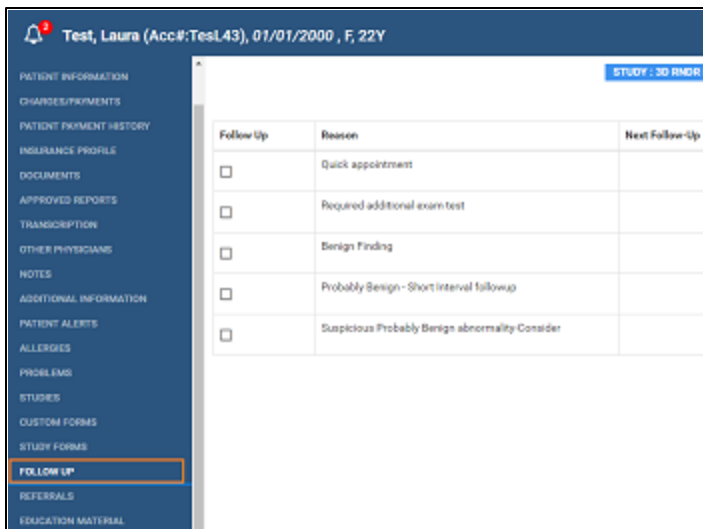 3
Test, Laura (Acc#:TesL43), 01/01/2000 , F, 22Y
PATIENT INFORMATION
CHARGES/PAYMENTS
PATIENT PAYMENT HISTORY
INSURANCE PROFILE
DOCUMENTS
APPROVED REPORTS
TRANSCRIPTION
OTHER PHYSICIANS
NOTES
ADDITIONAL INFORMATION
PATIENT ALERTS
ALLERGIES
PROBLEMS
STUDIES
CUSTOM FORMS
STUDY FORMS
FOLLOW UP
REFERRALS
EDUCATION MATERIAL
STUDY : 3D RNDR
Follow Up Reason Next Follow-Up
Quick appointment
Required additional exam test
Benign Finding
Probably Benign - Short Interval followup
Suspicious Probably Benign abnormality Consider